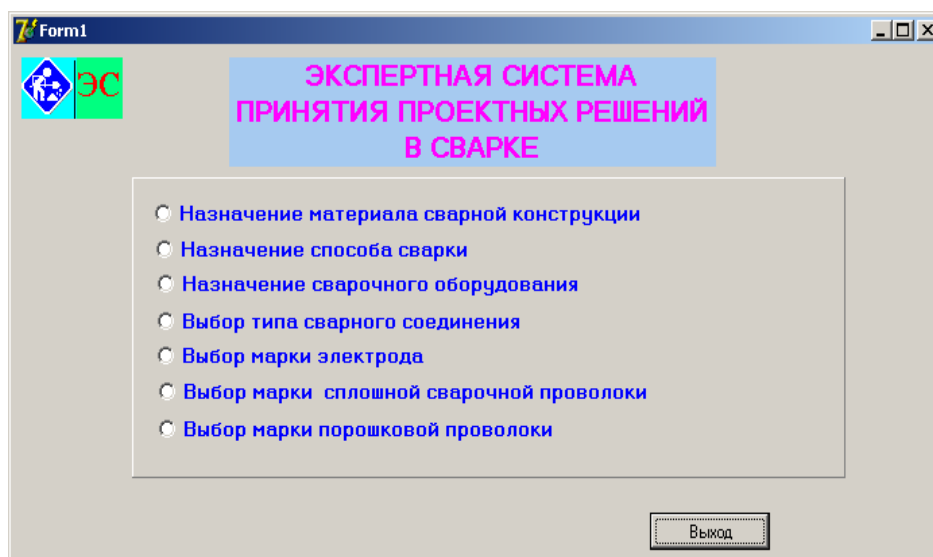 Form1
ЭС
ЭКСПЕРТНАЯ СИСТЕМА
ПРИНЯТИЯ ПРОЕКТНЫХ РЕШЕНИЙ
В СВАРКЕ
Назначение материала сварной конструкции
Назначение способа сварки
Назначение сварочного оборудования
Выбор типа сварного соединения
Выбор марки электрода
Выбор марки сплошной сварочной проволоки
Выбор марки порошковой проволоки
Выход